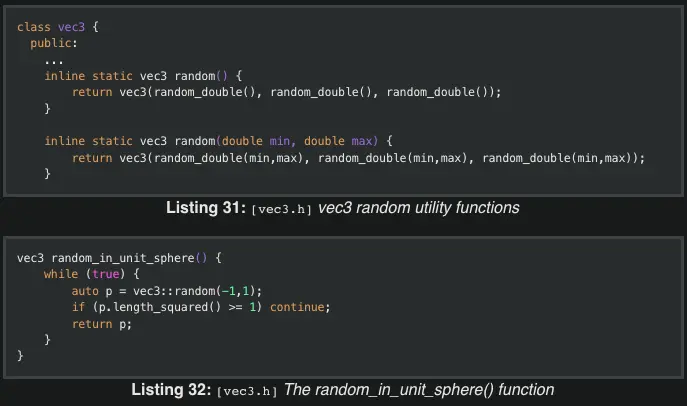 class vec3 {
  public:
    ...
    inline static vec3 random() {
        return vec3(random_double(), random_double(), random_double());
    }

    inline static vec3 random(double min, double max) {
        return vec3(random_double(min,max), random_double(min,max), random_double(min,max));
    }
Listing 31: [vec3.h] vec3 random utility functions
vec3 random_in_unit_sphere() {
    while (true) {
        auto p = vec3::random(-1,1);
        if (p.length_squared() >= 1) continue;
        return p;
    }
}
Listing 32: [vec3.h] The random_in_unit_sphere() function